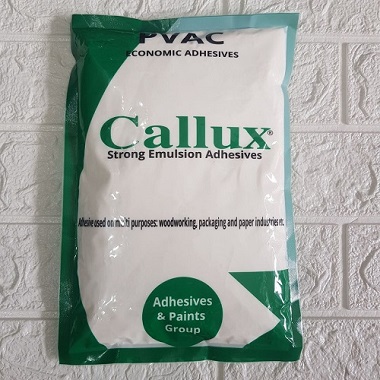 PVAC
ECONOMIC ADHESIVES
Callux®
Strong Emulsion Adhesives
Adhesive used on multi purposes: woodworking, packaging and paper industries etc.
Adhesives
& Paints
Group